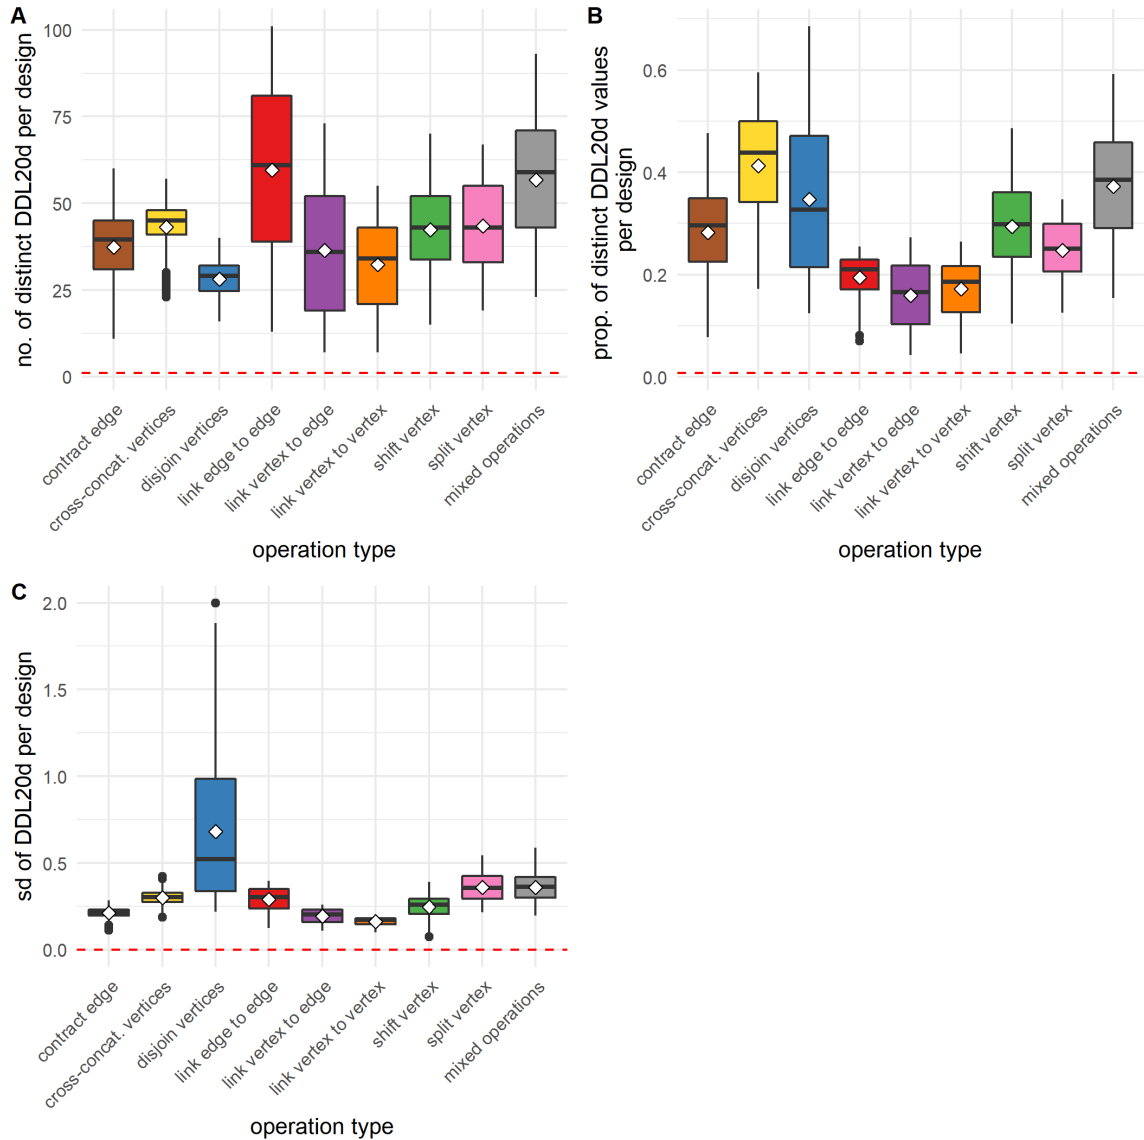 A
no. of distinct DDL20d per design
100
75
50
25
0
contract edge
cross-concat. vertices
disjoin vertices
link edge to edge
link vertex to edge
link vertex to vertex
shift vertex
split vertex
mixed operations
operation type
B
prop. of distinct DDL20d values
per design
0.6
0.4
0.2
0.0
contract edge
cross-concat. vertices
disjoin vertices
link edge to edge
link vertex to edge
link vertex to vertex
shift vertex
split vertex
mixed operations
operation type
C
sd of DDL20d per design
2.0
1.5
1.0
0.5
0.0
contract edge
cross-concat. vertices
disjoin vertices
link edge to edge
link vertex to edge
link vertex to vertex
shift vertex
split vertex
mixed operations
operation type